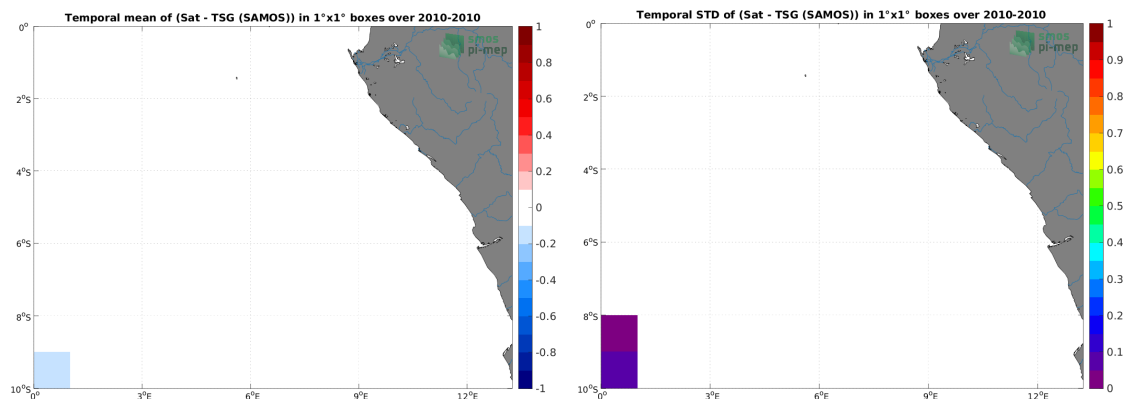 Temporal mean of (Sat - TSG (SAMOS)) in 1°x1° boxes over 2010-2010
smos
pi-mep
0°
2°S
4°S
6°S
8°S
10°S
0°
3°E
6°E
9°E
12°E
1
0.8
0.6
0.4
0.2
0
-0.2
-0.4
-0.6
-0.8
-1
Temporal STD of (Sat - TSG (SAMOS)) in 1°x1° boxes over 2010-2010
smos
pi-mep
0°
2°S
4°S
6°S
8°S
10°S
0°
3°E
6°E
9°E
12°E
1
0.9
0.8
0.7
0.6
0.5
0.4
0.3
0.2
0.1
0